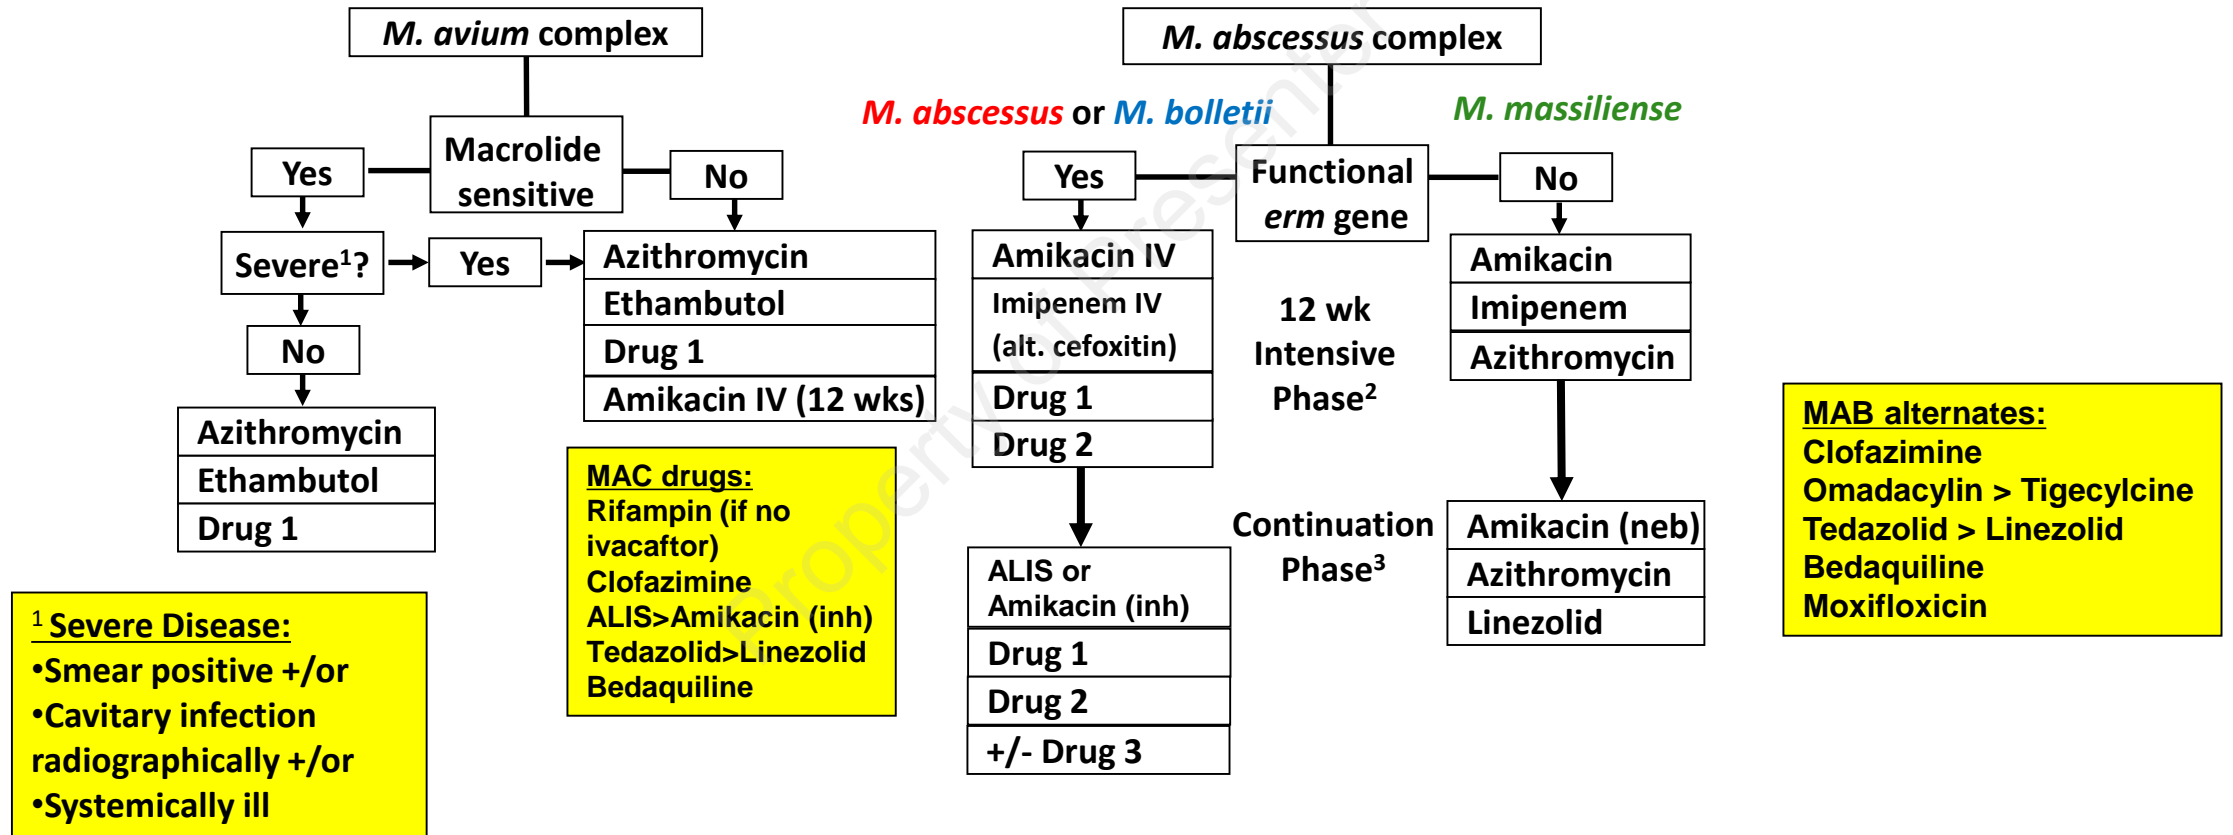 M. avium complex
Macrolide
sensitive
Yes
No
Severe¹?
Yes
No
Azithromycin
Ethambutol
Drug 1
Azithromycin
Ethambutol
Drug 1
Amikacin IV (12 wks)
¹ Severe Disease:
•Smear positive +/or
•Cavitary infection
radiographically +/or
•Systemically ill
MAC drugs:
Rifampin (if no
ivacaftor)
Clofazimine
ALIS>Amikacin (inh)
Tedazolid>Linezolid
Bedaquiline
M. abscessus complex
M. abscessus or M. bolletii
M. massiliense
Functional
erm gene
Yes
No
Amikacin IV
Imipenem IV
(alt. cefoxitin)
Drug 1
Drug 2
12 wk
Intensive
Phase²
Amikacin
Imipenem
Azithromycin
ALIS or
Amikacin (inh)
Drug 1
Drug 2
+/- Drug 3
Continuation
Phase³
Amikacin (neb)
Azithromycin
Linezolid
MAB alternates:
Clofazimine
Omadacylin > Tigecylcine
Tedazolid > Linezolid
Bedaquiline
Moxifloxicin
Property of Presenter